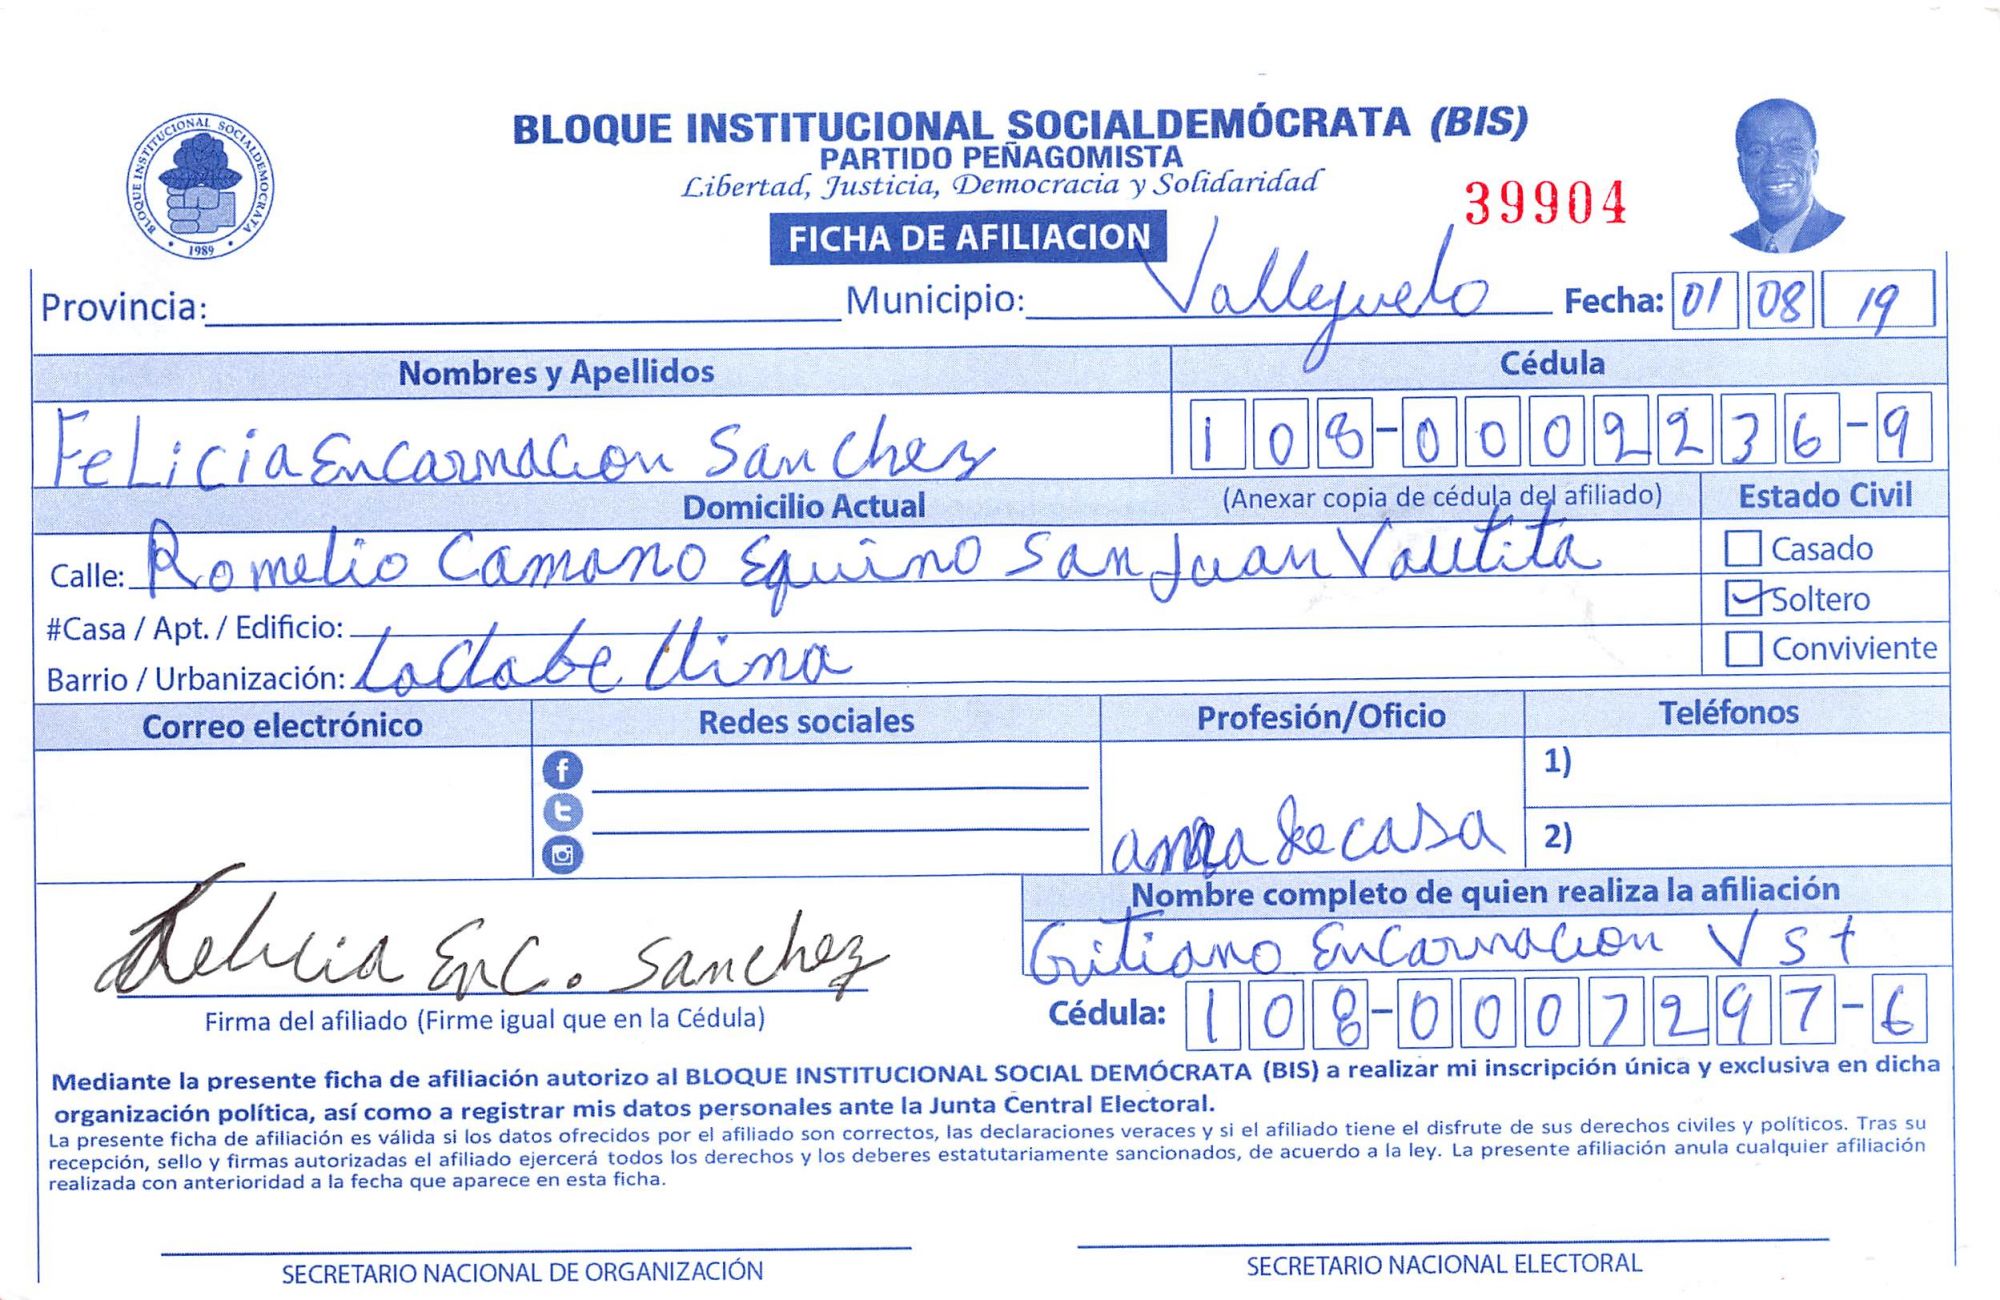 BLOQUE INSTITUCIONAL SOCIALDEMÓCRATA (BIS)
PARTIDO PEÑAGOMISTA
Libertad, Justicia, Democracia y Solidaridad
39904
BLOQUE INSTITUCIONAL SOCIALDEMOCRATA
1989
FICHA DE AFILIACION
Provincia: Municipio: Valleguelo Fecha: 01 08 19
Nombres y Apellidos Cédula
Felicia Encarnacion Sanchez 108-0002236-9
Domicilio Actual (Anexar copia de cédula del afiliado) Estado Civil
Calle: Romelio Camano Equino San Juan Casado
#Casa / Apt. / Edificio: Soltero
Barrio / Urbanización: Conviviente
Correo electrónico Redes sociales Profesión/Oficio Teléfonos
1)
ama de casa 2)
Nombre completo de quien realiza la afiliación
Felicia Enc. Sanchez Encarnacion
Firma del afiliado (Firme igual que en la Cédula) Cédula: 108-0007297-6
Mediante la presente ficha de afiliación autorizo al BLOQUE INSTITUCIONAL SOCIAL DEMÓCRATA (BIS) a realizar mi inscripción única y exclusiva en dicha
organización política, así como a registrar mis datos personales ante la Junta Central Electoral.
La presente ficha de afiliación es válida si los datos ofrecidos por el afiliado son correctos, las declaraciones veraces y si el afiliado tiene el disfrute de sus derechos civiles y políticos. Tras su
recepción, sello y firmas autorizadas el afiliado ejercerá todos los derechos y los deberes estatutariamente sancionados, de acuerdo a la ley. La presente afiliación anula cualquier afiliación
realizada con anterioridad a la fecha que aparece en esta ficha.
SECRETARIO NACIONAL DE ORGANIZACIÓN SECRETARIO NACIONAL ELECTORAL